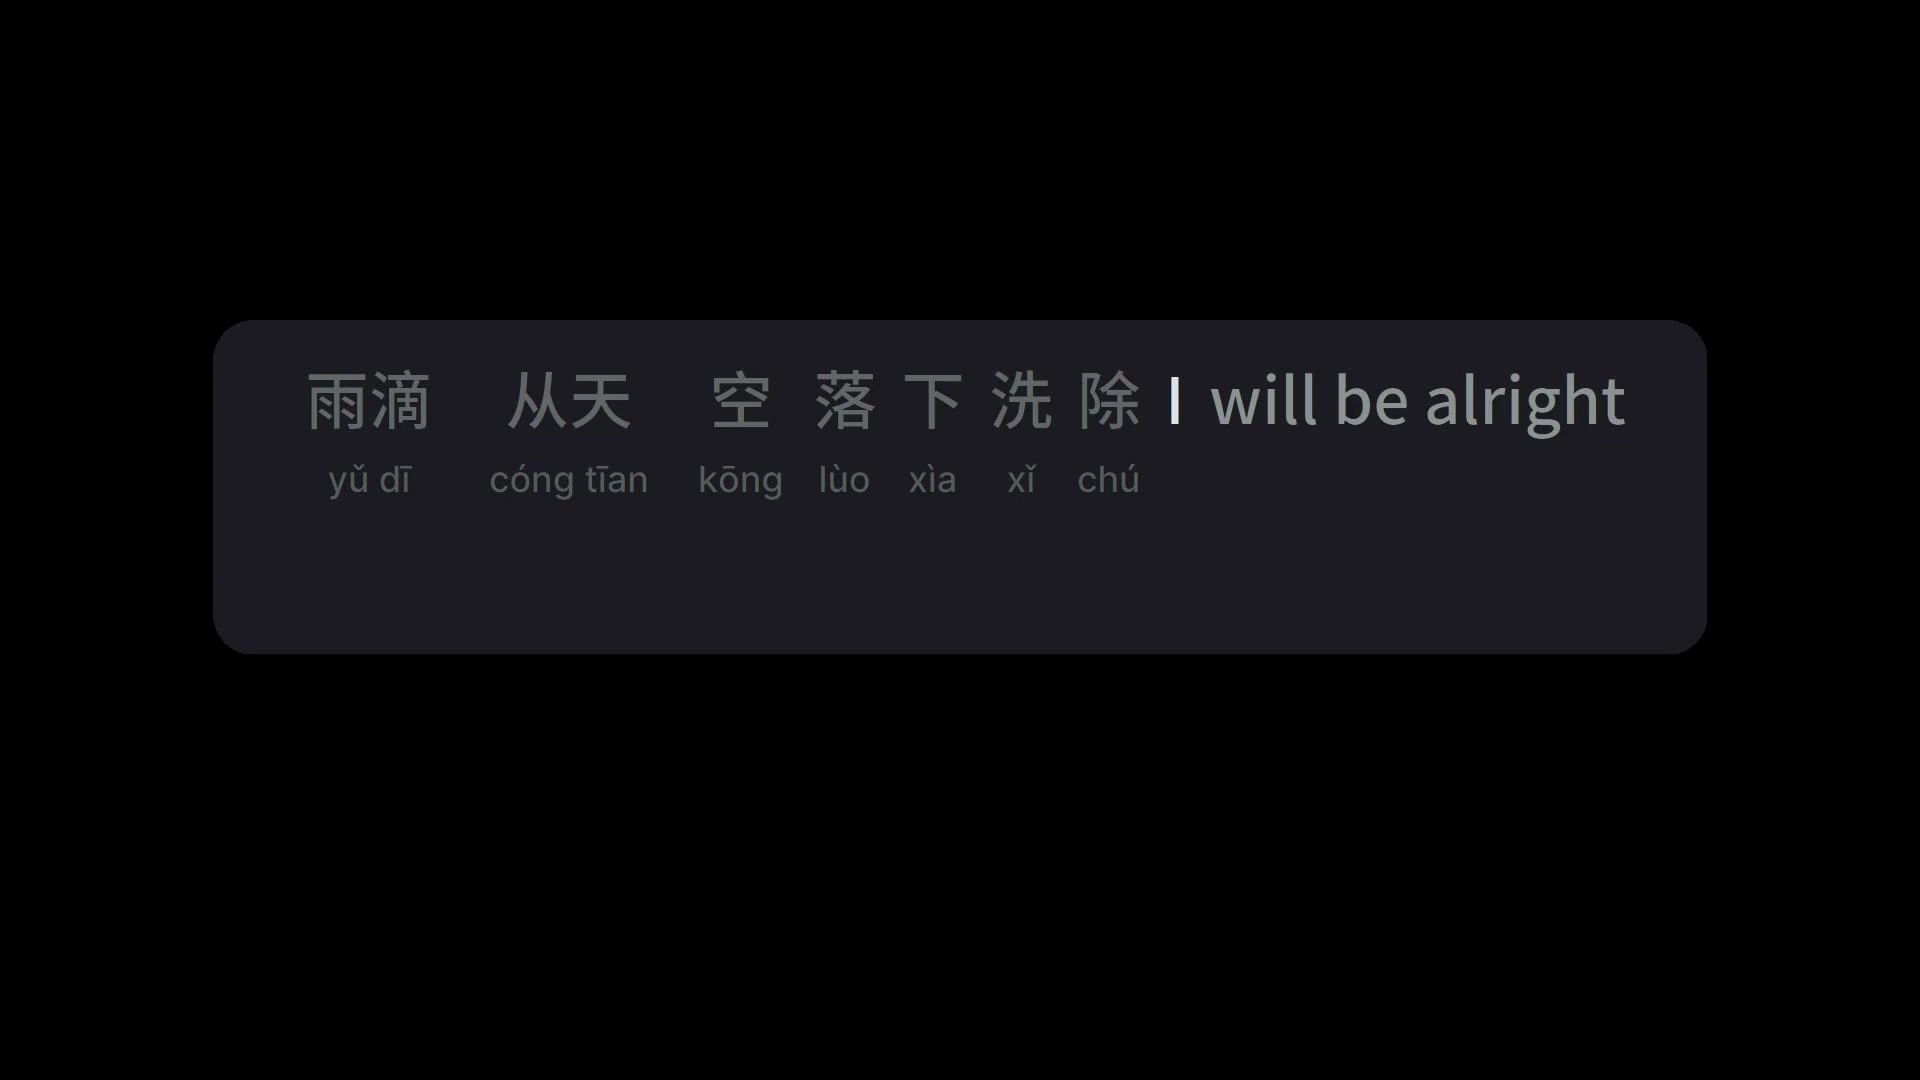 雨滴 从天 空 落 下 洗 除 I will be alright
yǔ dī cóng tīan kōng lùo xìa xǐ chú